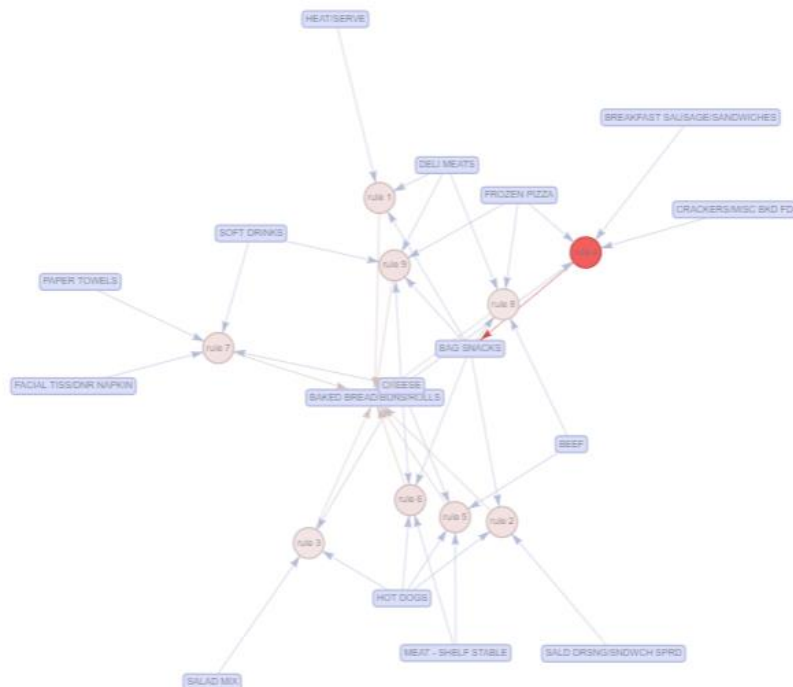 HEAT/SERVE
BREAKFAST SAUSAGE/SANDWICHES
DELI MEATS
FROZEN PIZZA
rule 1
CRACKERS/MISC BKD FD
SOFT DRINKS
rule 9
PAPER TOWELS
rule 8
rule 7
BAG SNACKS
FACIAL TISS/DNR NAPKIN
CHEESE
BAKED BREAD/BUNS/ROLLS
BEEF
rule 6
rule 5
rule 2
rule 3
HOT DOGS
MEAT - SHELF STABLE
SALD DRSNG/SNDWCH SPRD
SALAD MIX